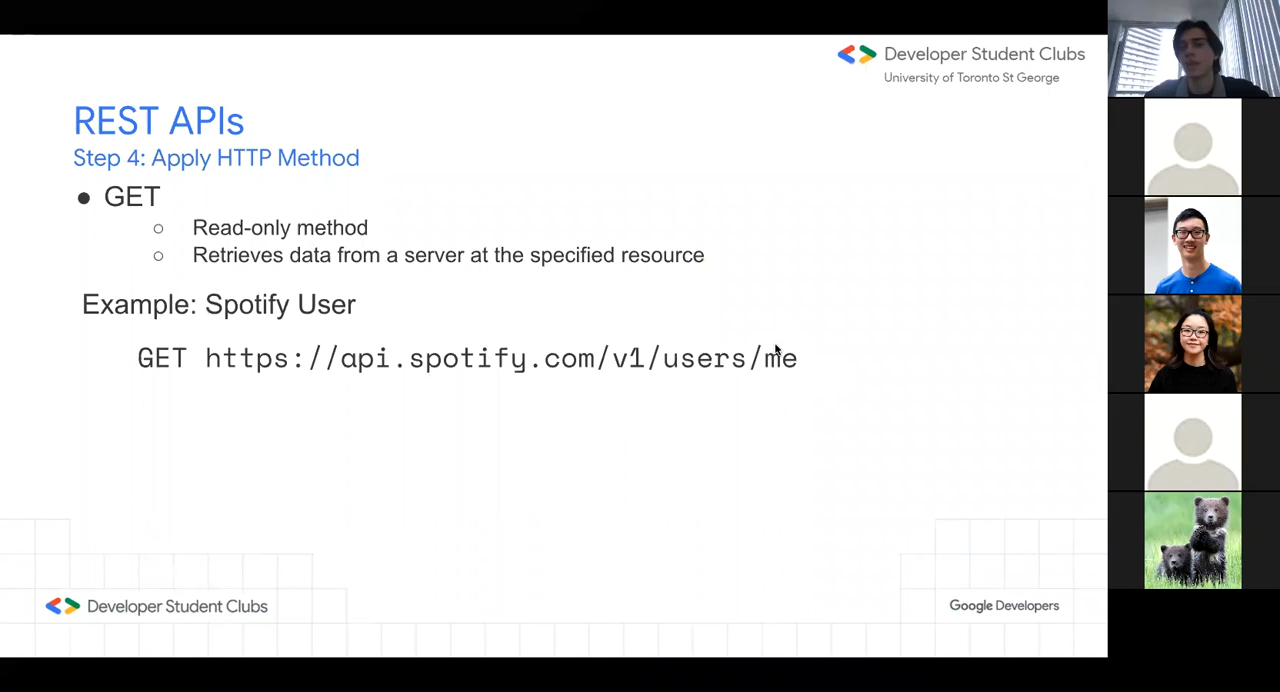 Developer Student Clubs
University of Toronto St George
REST APIs
Step 4: Apply HTTP Method
● GET
○ Read-only method
○ Retrieves data from a server at the specified resource
Example: Spotify User
GET https://api.spotify.com/v1/users/me
Developer Student Clubs
Google Developers